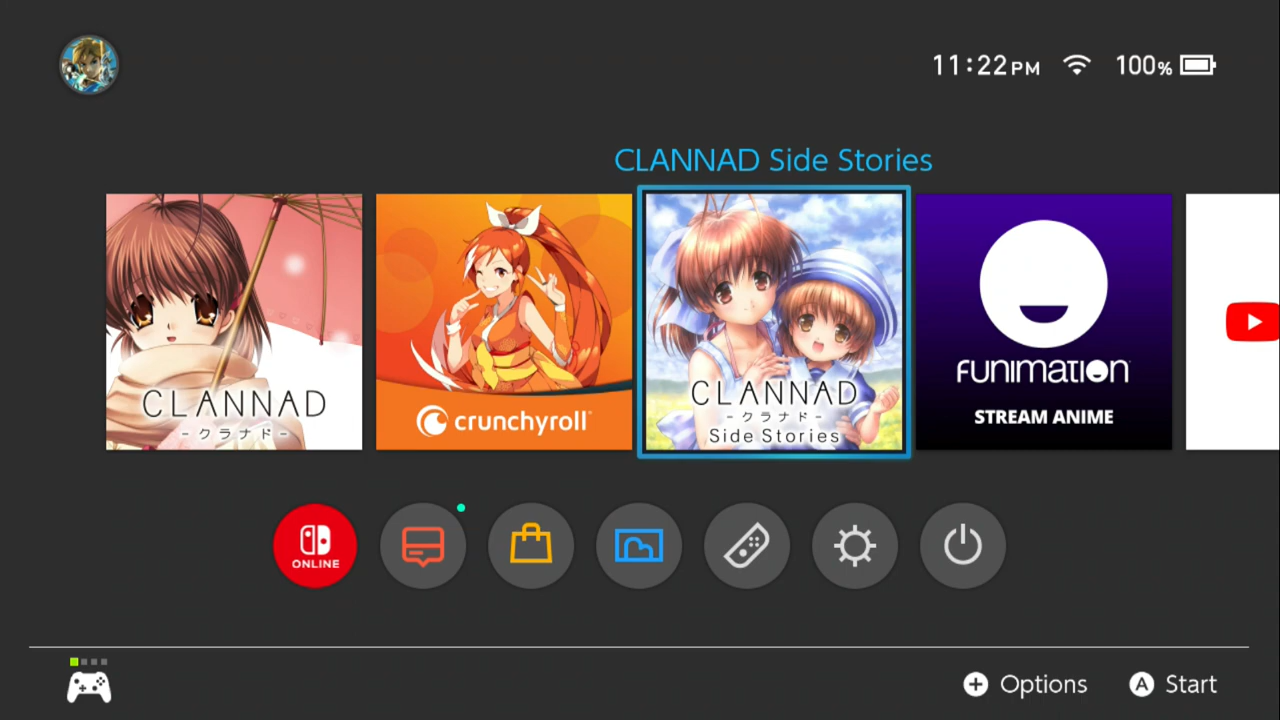 11:22PM 100%
CLANNAD Side Stories
CLANNAD
-クラナド-
crunchyroll
CLANNAD
-クラナド-
Side Stories
FUNIMATION
STREAM ANIME
ONLINE
Options
A Start